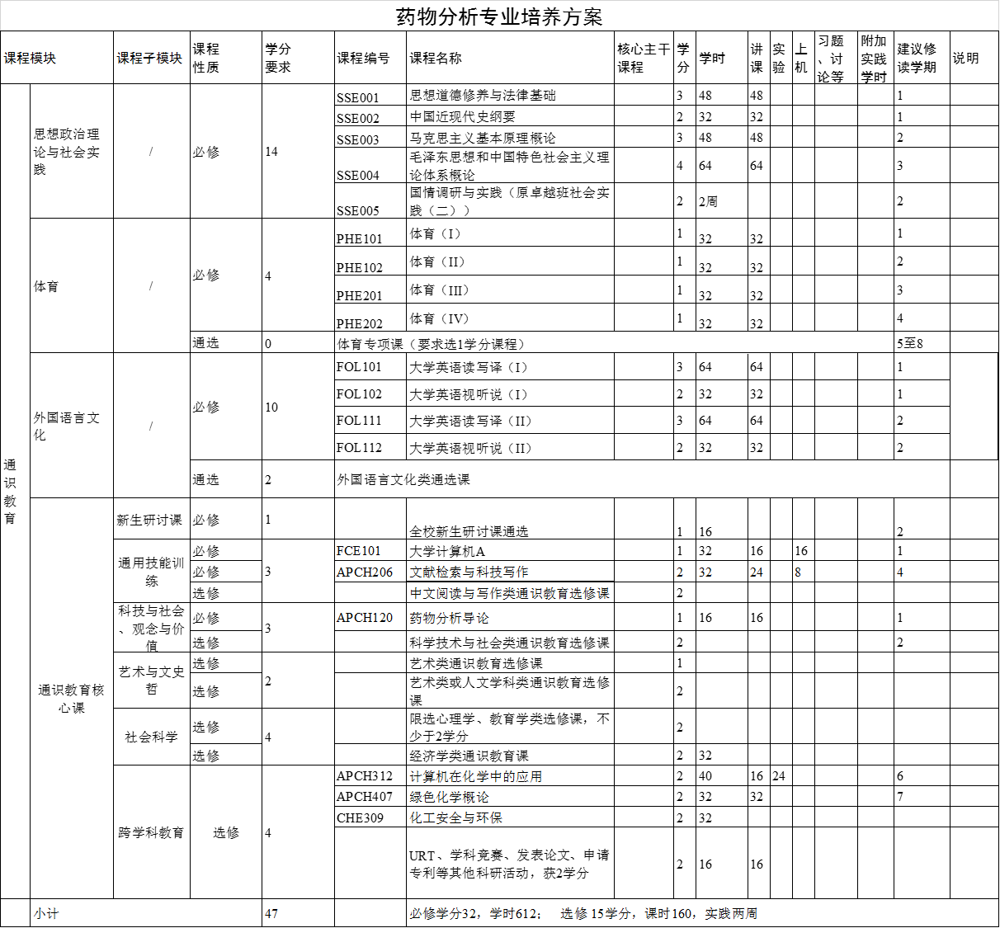 药物分析专业培养方案
课程模块 课程子模块 课程性质 学分要求 课程编号 课程名称 核心主干课程 学分 学时 讲课 实验 上机 习题、讨论等 附加实践学时 建议修读学期 说明
通识教育
思想政治理论与社会实践 / 必修 14
SSE001 思想道德修养与法律基础 3 48 48 1
SSE002 中国近现代史纲要 2 32 32 1
SSE003 马克思主义基本原理概论 3 48 48 2
SSE004 毛泽东思想和中国特色社会主义理论体系概论 4 64 64 3
SSE005 国情调研与实践（原卓越班社会实践（二）） 2 2周 2
体育 / 必修 4
PHE101 体育（I） 1 32 32 1
PHE102 体育（II） 1 32 32 2
PHE201 体育（III） 1 32 32 3
PHE202 体育（IV） 1 32 32 4
通选 0 体育专项课（要求选1学分课程） 5至8
外国语言文化 / 必修 10
FOL101 大学英语读写译（I） 3 64 64 1
FOL102 大学英语视听说（I） 2 32 32 1
FOL111 大学英语读写译（II） 3 64 64 2
FOL112 大学英语视听说（II） 2 32 32 2
通选 2 外国语言文化类通选课
通识教育核心课
新生研讨课 必修 1 全校新生研讨课通选 1 16 2
通用技能训练 3
必修 FCE101 大学计算机A 1 32 16 16 1
必修 APCH206 文献检索与科技写作 2 32 24 8 4
选修 中文阅读与写作类通识教育选修课 2
科技与社会、观念与价值 3
必修 APCH120 药物分析导论 1 16 16 1
选修 科学技术与社会类通识教育选修课 2 2
艺术与文史哲 2
选修 艺术类通识教育选修课 1
选修 艺术类或人文学科类通识教育选修课 2
社会科学 4
选修 限选心理学、教育学类选修课，不少于2学分 2
选修 经济学类通识教育课 2 32
跨学科教育 选修 4
APCH312 计算机在化学中的应用 2 40 16 24 6
APCH407 绿色化学概论 2 32 32 7
CHE309 化工安全与环保 2 32
URT、学科竞赛、发表论文、申请专利等其他科研活动，获2学分 2 16 16
小计 47 必修学分32，学时612； 选修 15学分，课时160，实践两周